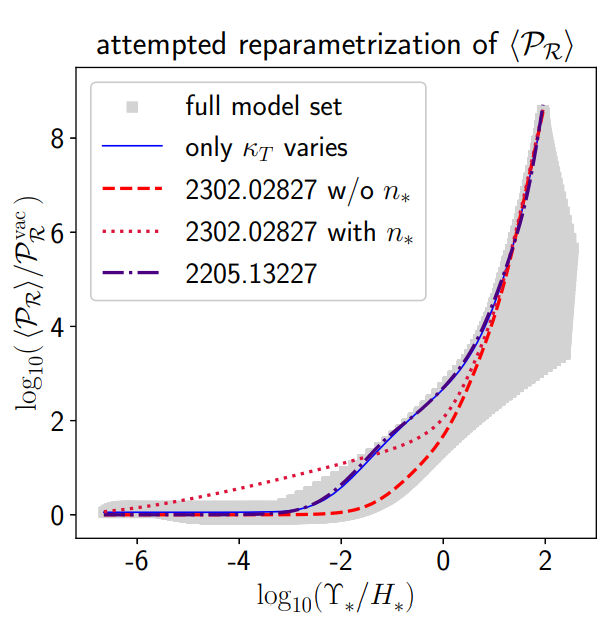 attempted reparametrization of ⟨𝒫_ℛ⟩
full model set
only κ_T varies
2302.02827 w/o n_*
2302.02827 with n_*
2205.13227
log₁₀(⟨𝒫_ℛ⟩/𝒫_ℛ^vac)
8
6
4
2
0
-6 -4 -2 0 2
log₁₀(Υ_*/H_*)